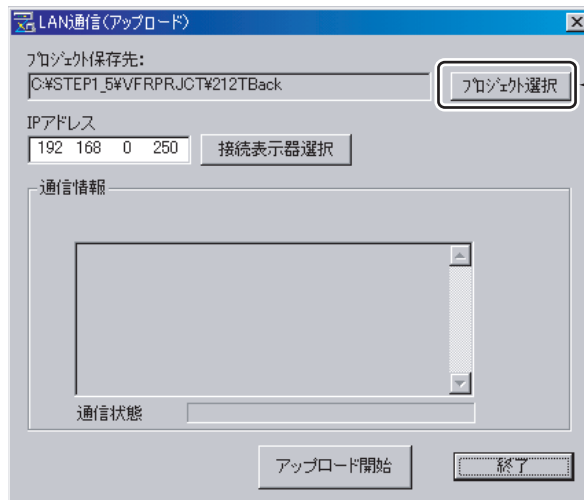 LAN通信(アップロード)
プロジェクト保存先:
C:¥STEP1_5¥VFRPRJCT¥212TBack
プロジェクト選択
IPアドレス
192 168 0 250
接続表示器選択
通信情報
通信状態
アップロード開始
終了